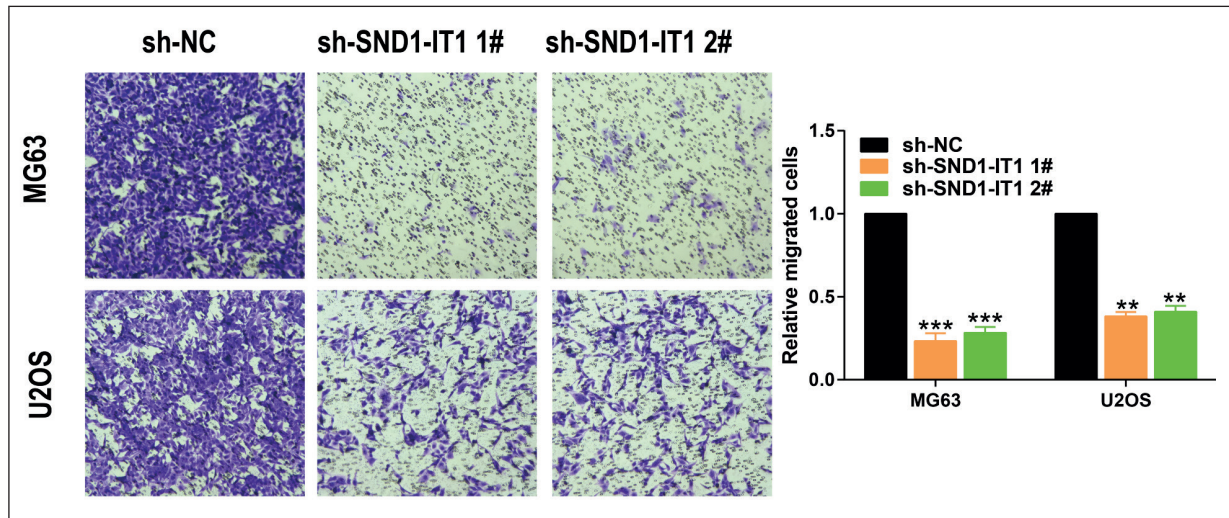 sh-NC
sh-SND1-IT1 1#
sh-SND1-IT1 2#
MG63
U2OS
Relative migrated cells
1.5
1.0
0.5
0.0
sh-NC
sh-SND1-IT1 1#
sh-SND1-IT1 2#
***
***
**
**
MG63
U2OS